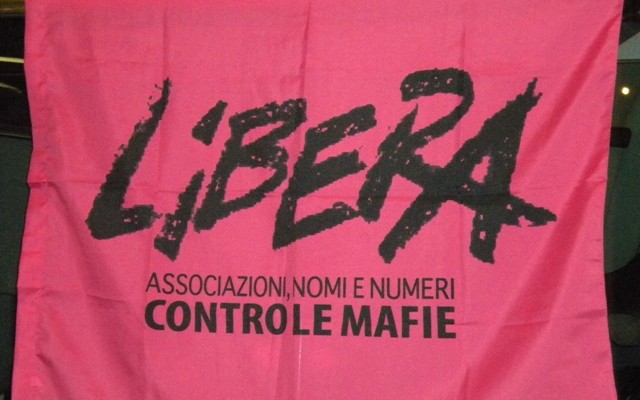 LiBERA
ASSOCIAZIONI, NOMI E NUMERI
CONTRO LE MAFIE